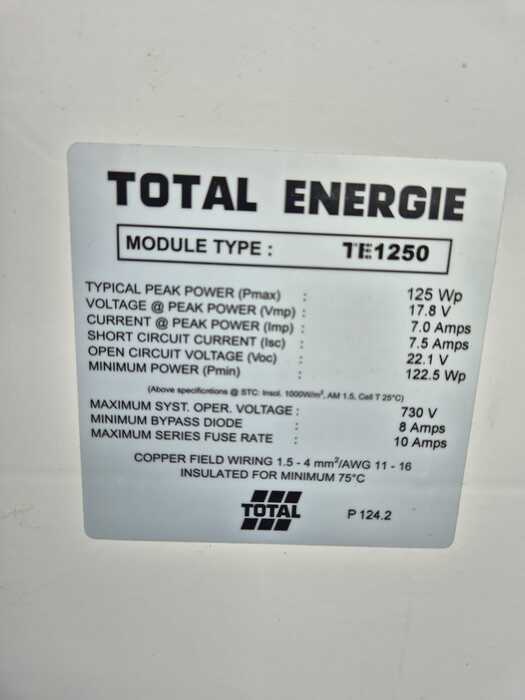 TOTAL ENERGIE
MODULE TYPE : TE1250
TYPICAL PEAK POWER (Pmax) : 125 Wp
VOLTAGE @ PEAK POWER (Vmp) : 17.8 V
CURRENT @ PEAK POWER (Imp) : 7.0 Amps
SHORT CIRCUIT CURRENT (Isc) : 7.5 Amps
OPEN CIRCUIT VOLTAGE (Voc) : 22.1 V
MINIMUM POWER (Pmin) : 122.5 Wp
(Above specifications @ STC: Insol. 1000W/m², AM 1.5, Cell T 25°C)
MAXIMUM SYST. OPER. VOLTAGE : 730 V
MINIMUM BYPASS DIODE : 8 Amps
MAXIMUM SERIES FUSE RATE : 10 Amps
COPPER FIELD WIRING 1.5 - 4 mm²/AWG 11 - 16
INSULATED FOR MINIMUM 75°C
TOTAL P 124.2